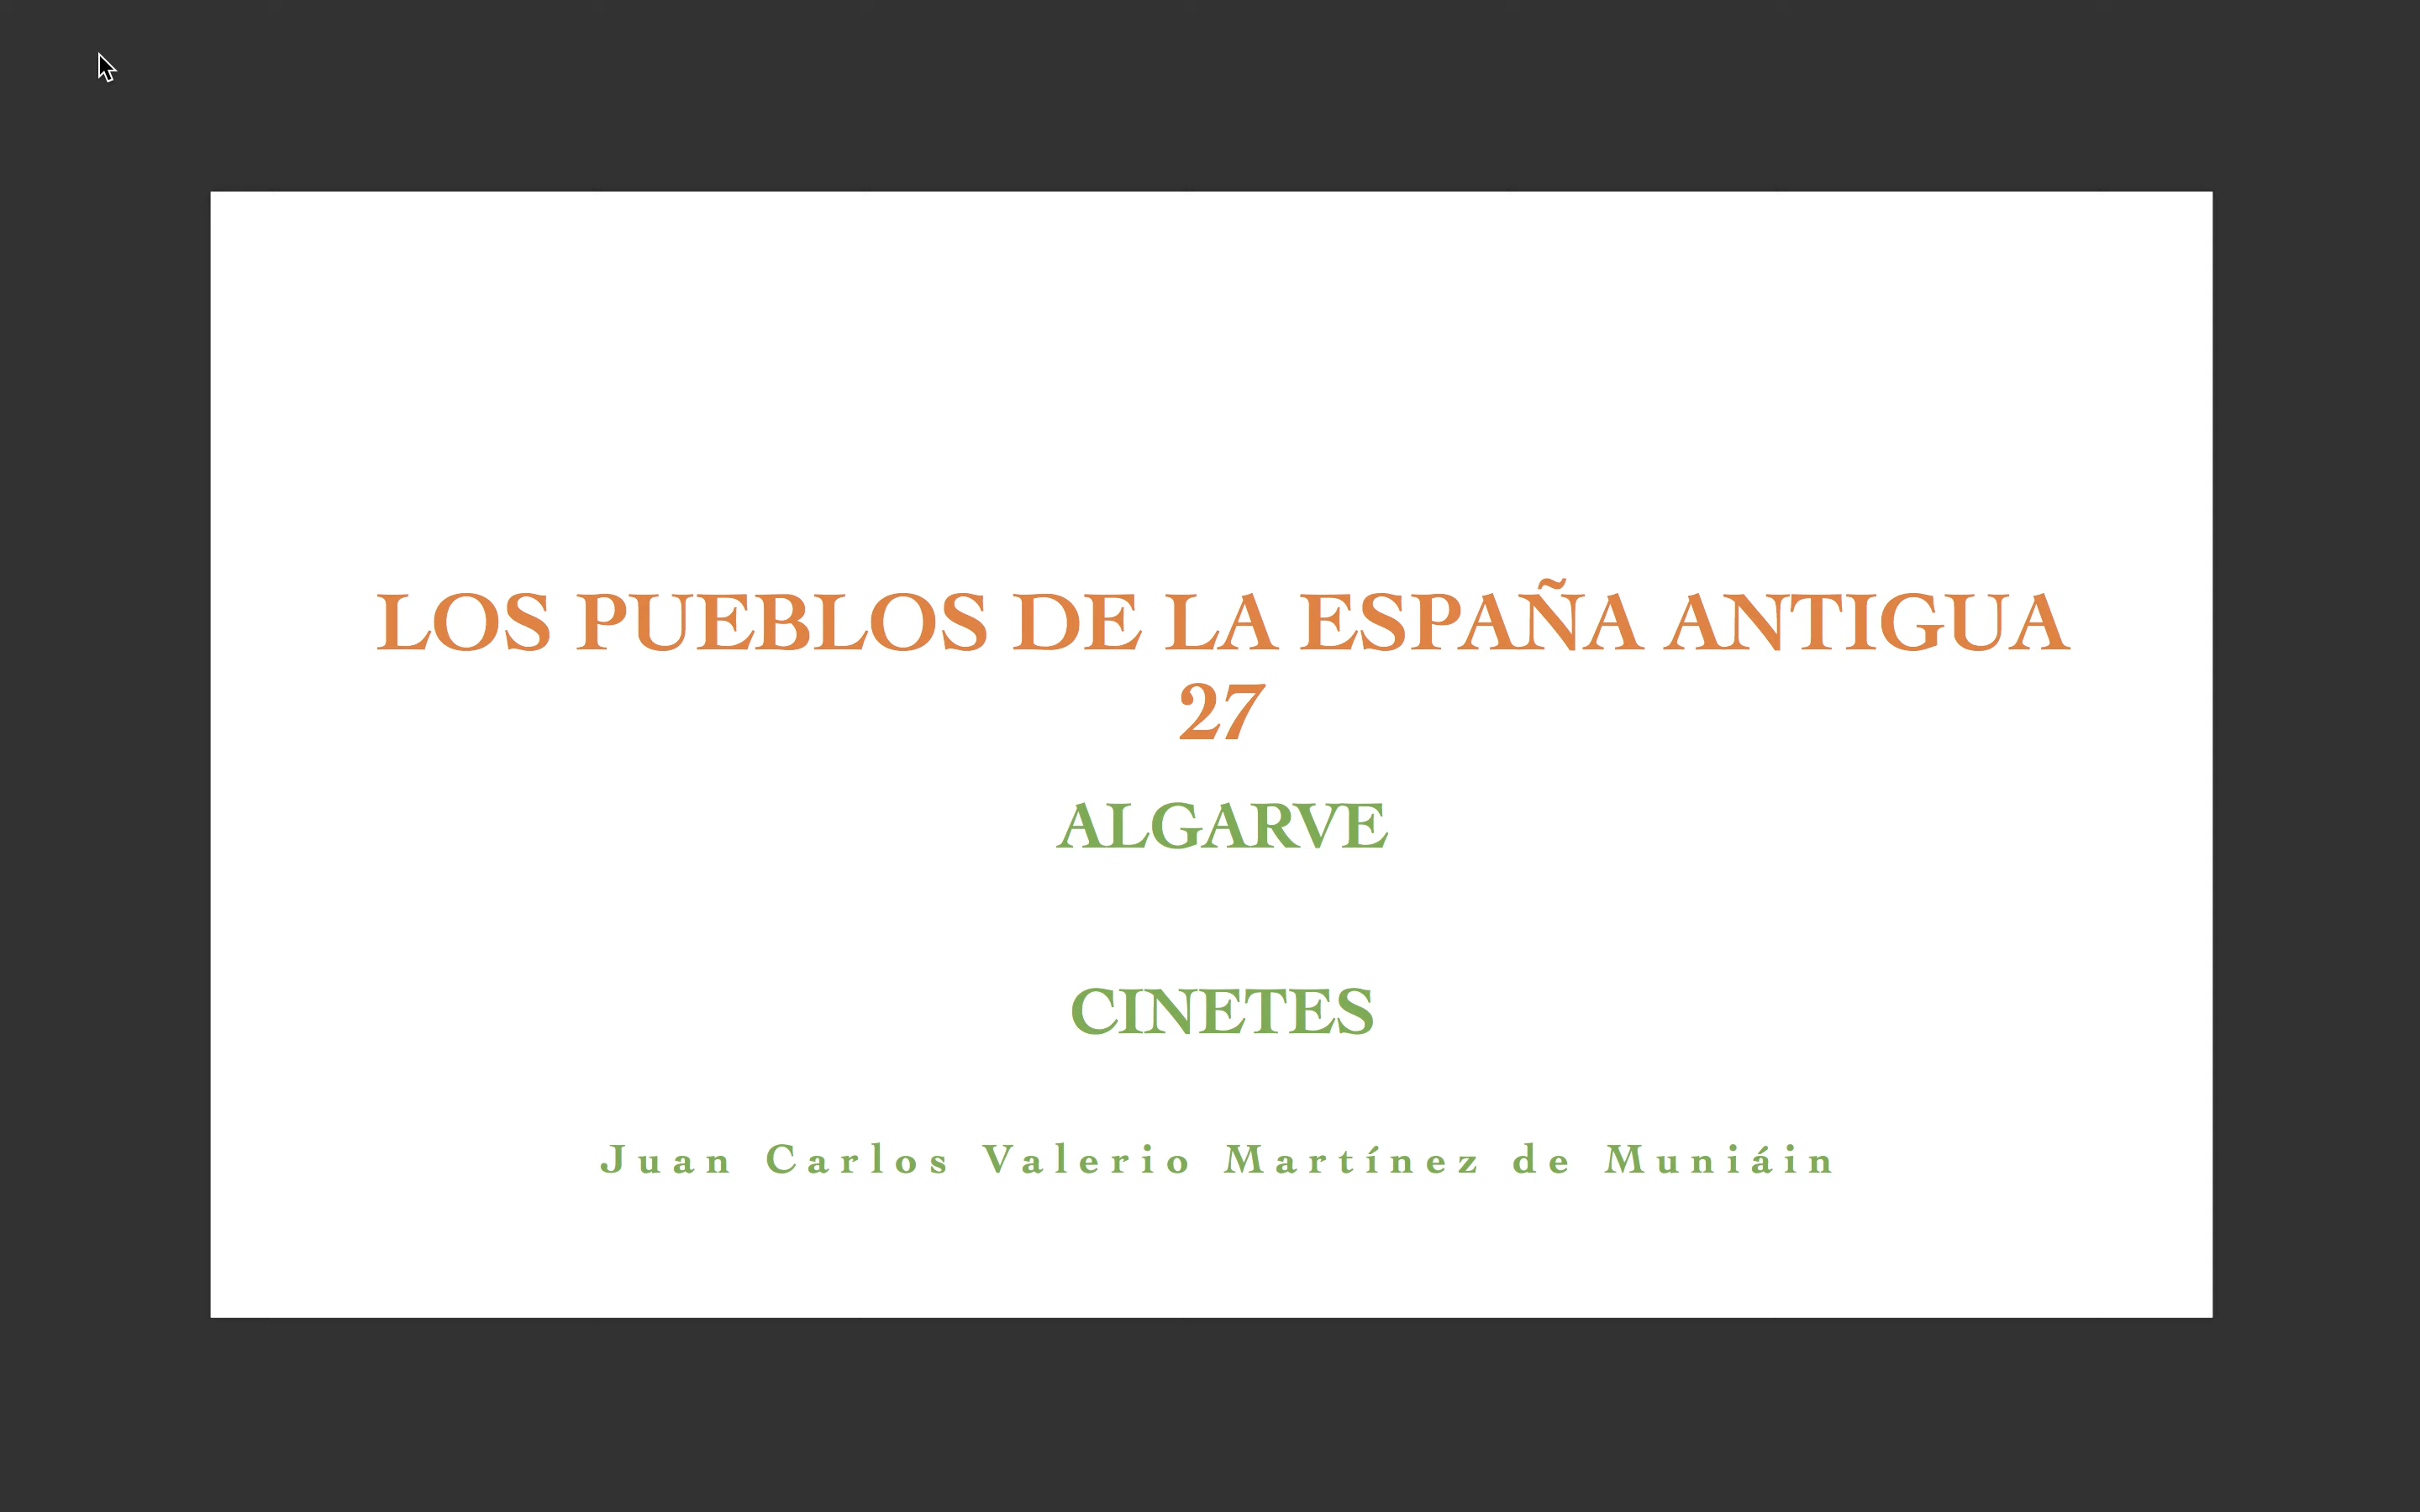 LOS PUEBLOS DE LA ESPAÑA ANTIGUA
27
ALGARVE
CINETES
Juan Carlos Valerio Martínez de Muniáin